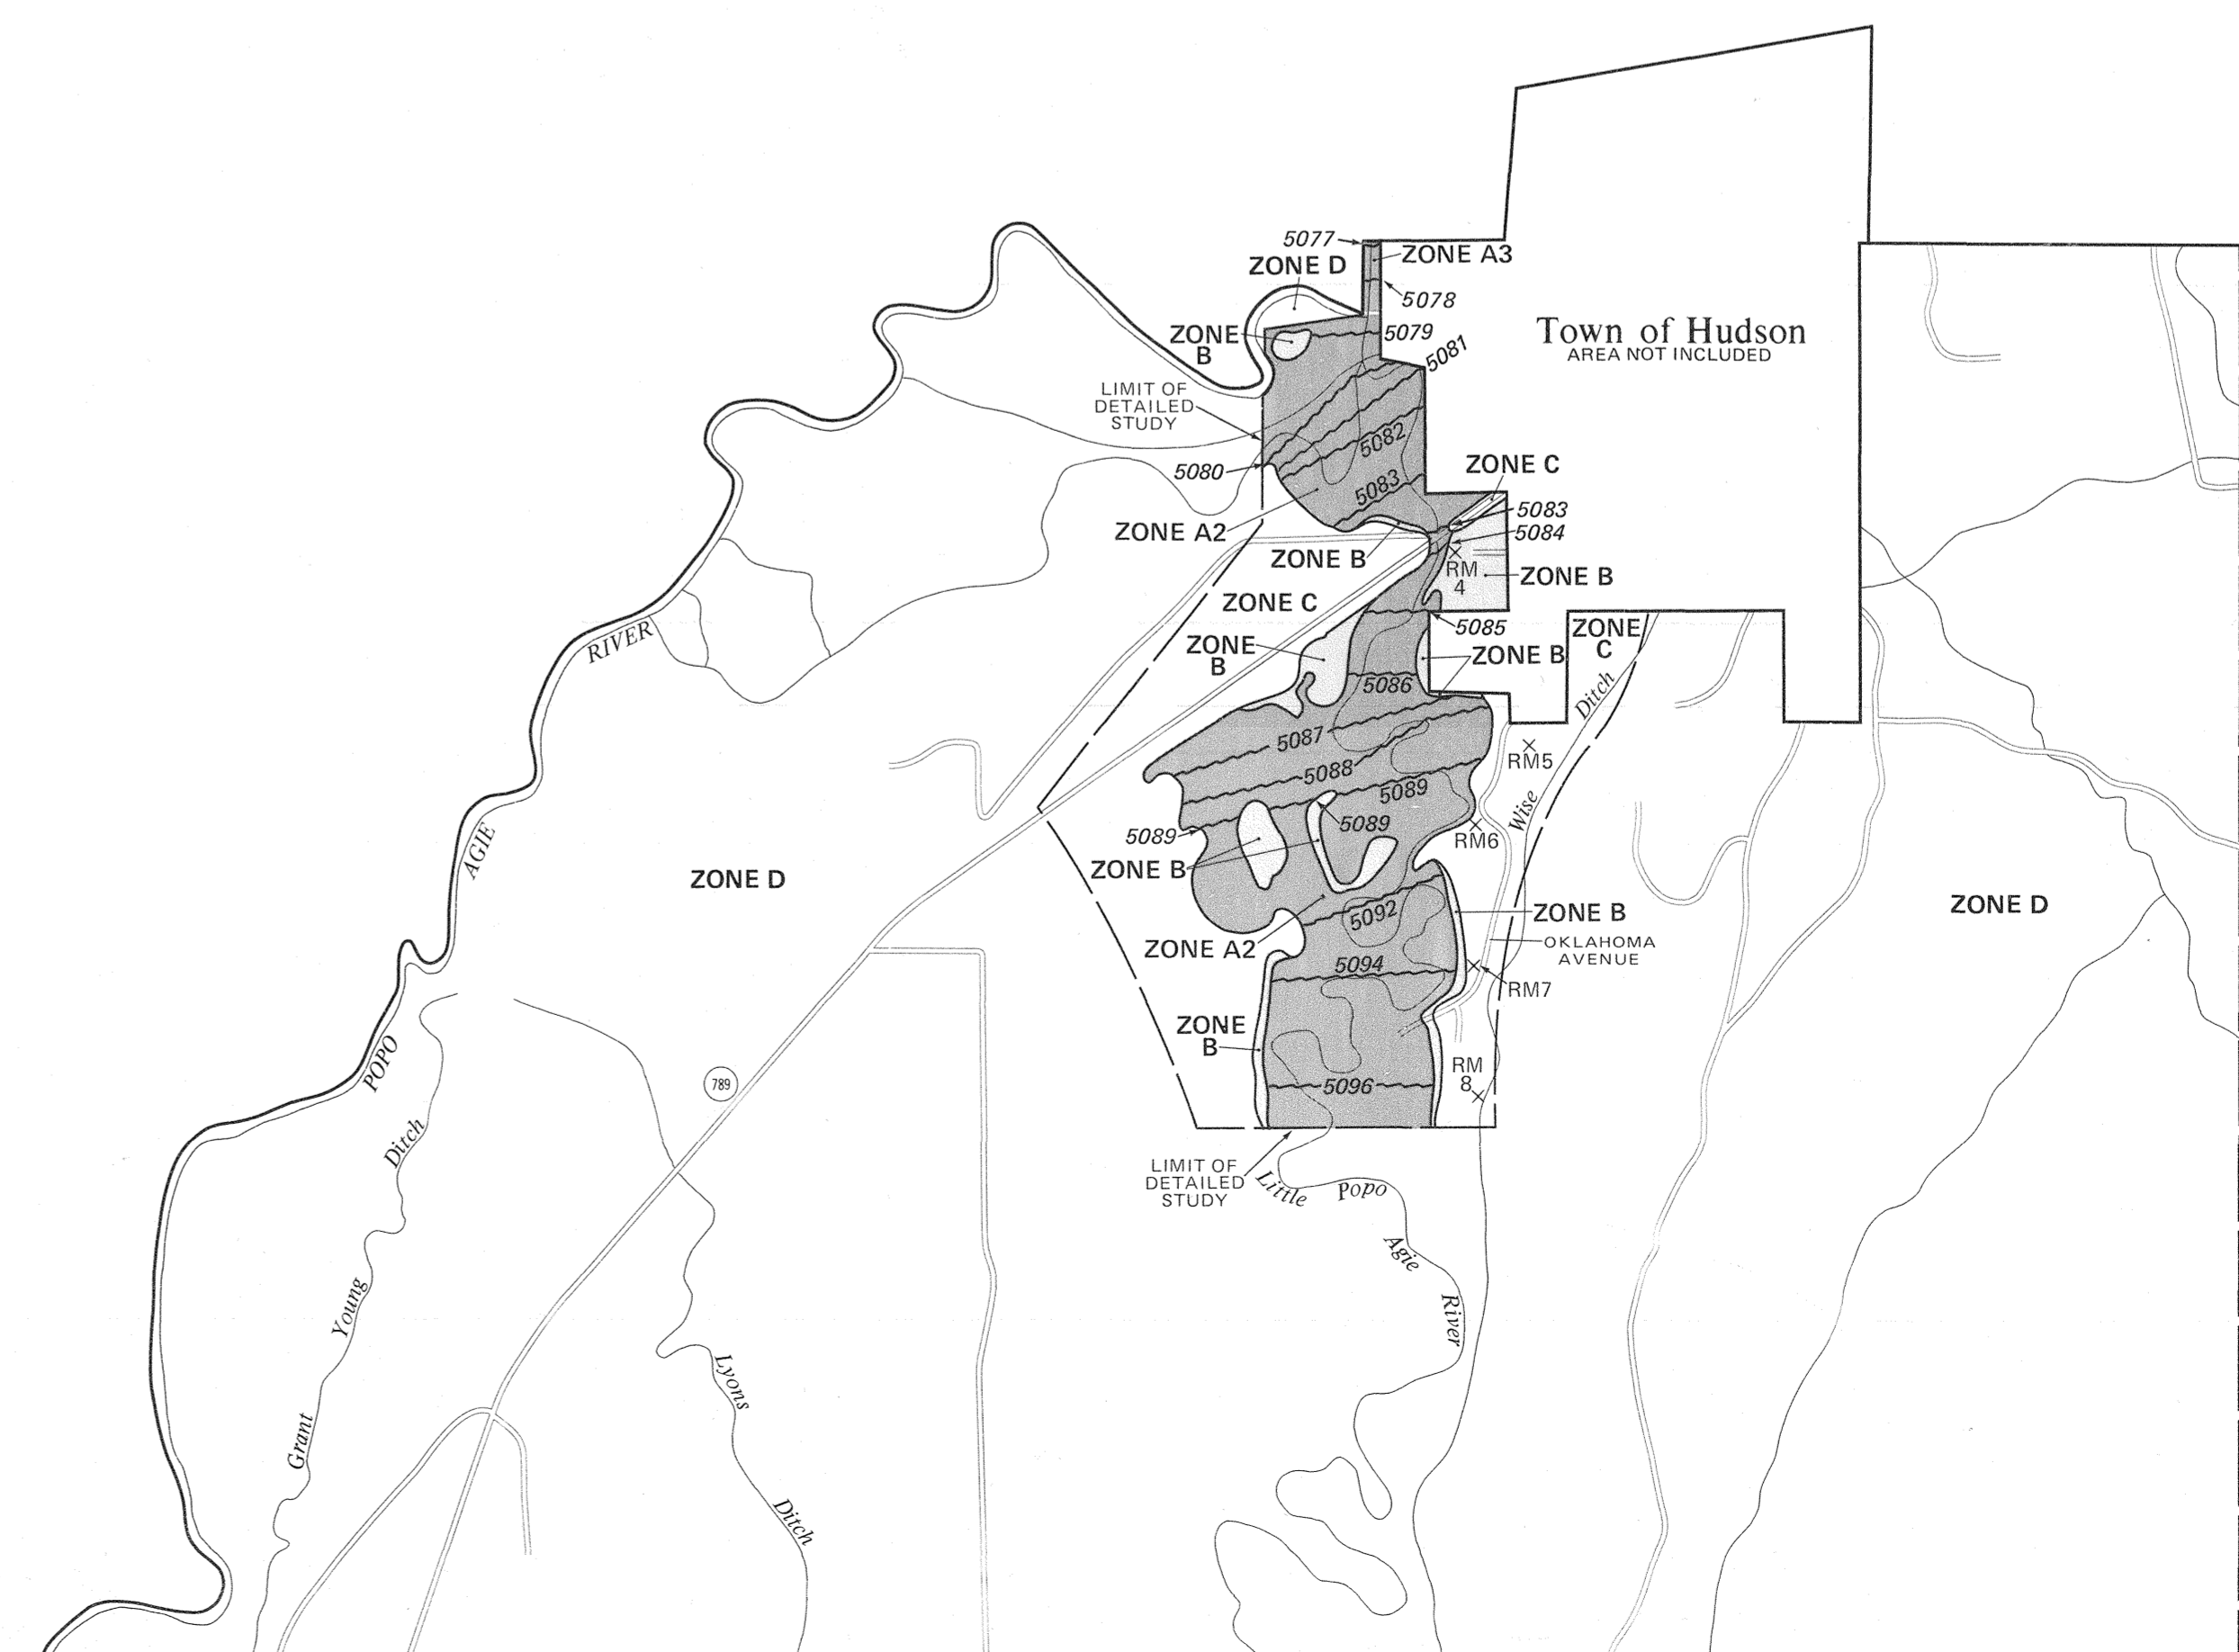 5077
ZONE A3
ZONE D
5078
Town of Hudson
AREA NOT INCLUDED
ZONE
B
5079
5081
LIMIT OF
DETAILED
STUDY
5082
5080
5083
ZONE C
5083
5084
ZONE A2
ZONE B
RM
4
ZONE B
ZONE C
5085
ZONE
C
ZONE
B
ZONE B
RIVER
5086
Ditch
5087
5088
RM5
5089
Wise
5089
5089
RM6
AGIE
ZONE B
ZONE D
5092
ZONE B
ZONE D
ZONE A2
OKLAHOMA
AVENUE
5094
RM7
ZONE
B
POPO
RM
8
789
5096
Ditch
LIMIT OF
DETAILED
STUDY
Little
Popo
Agie
River
Young
Lyons
Grant
Ditch